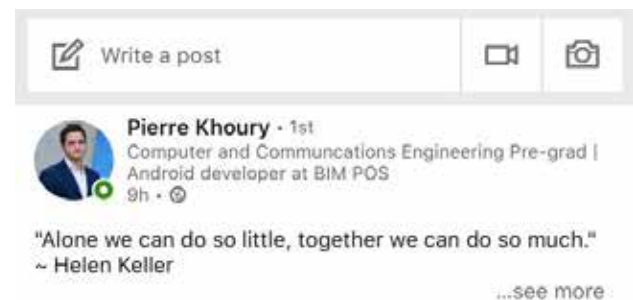 Write a post
Pierre Khoury • 1st
Computer and Communcations Engineering Pre-grad |
Android developer at BIM POS
9h •
"Alone we can do so little, together we can do so much."
~ Helen Keller
...see more